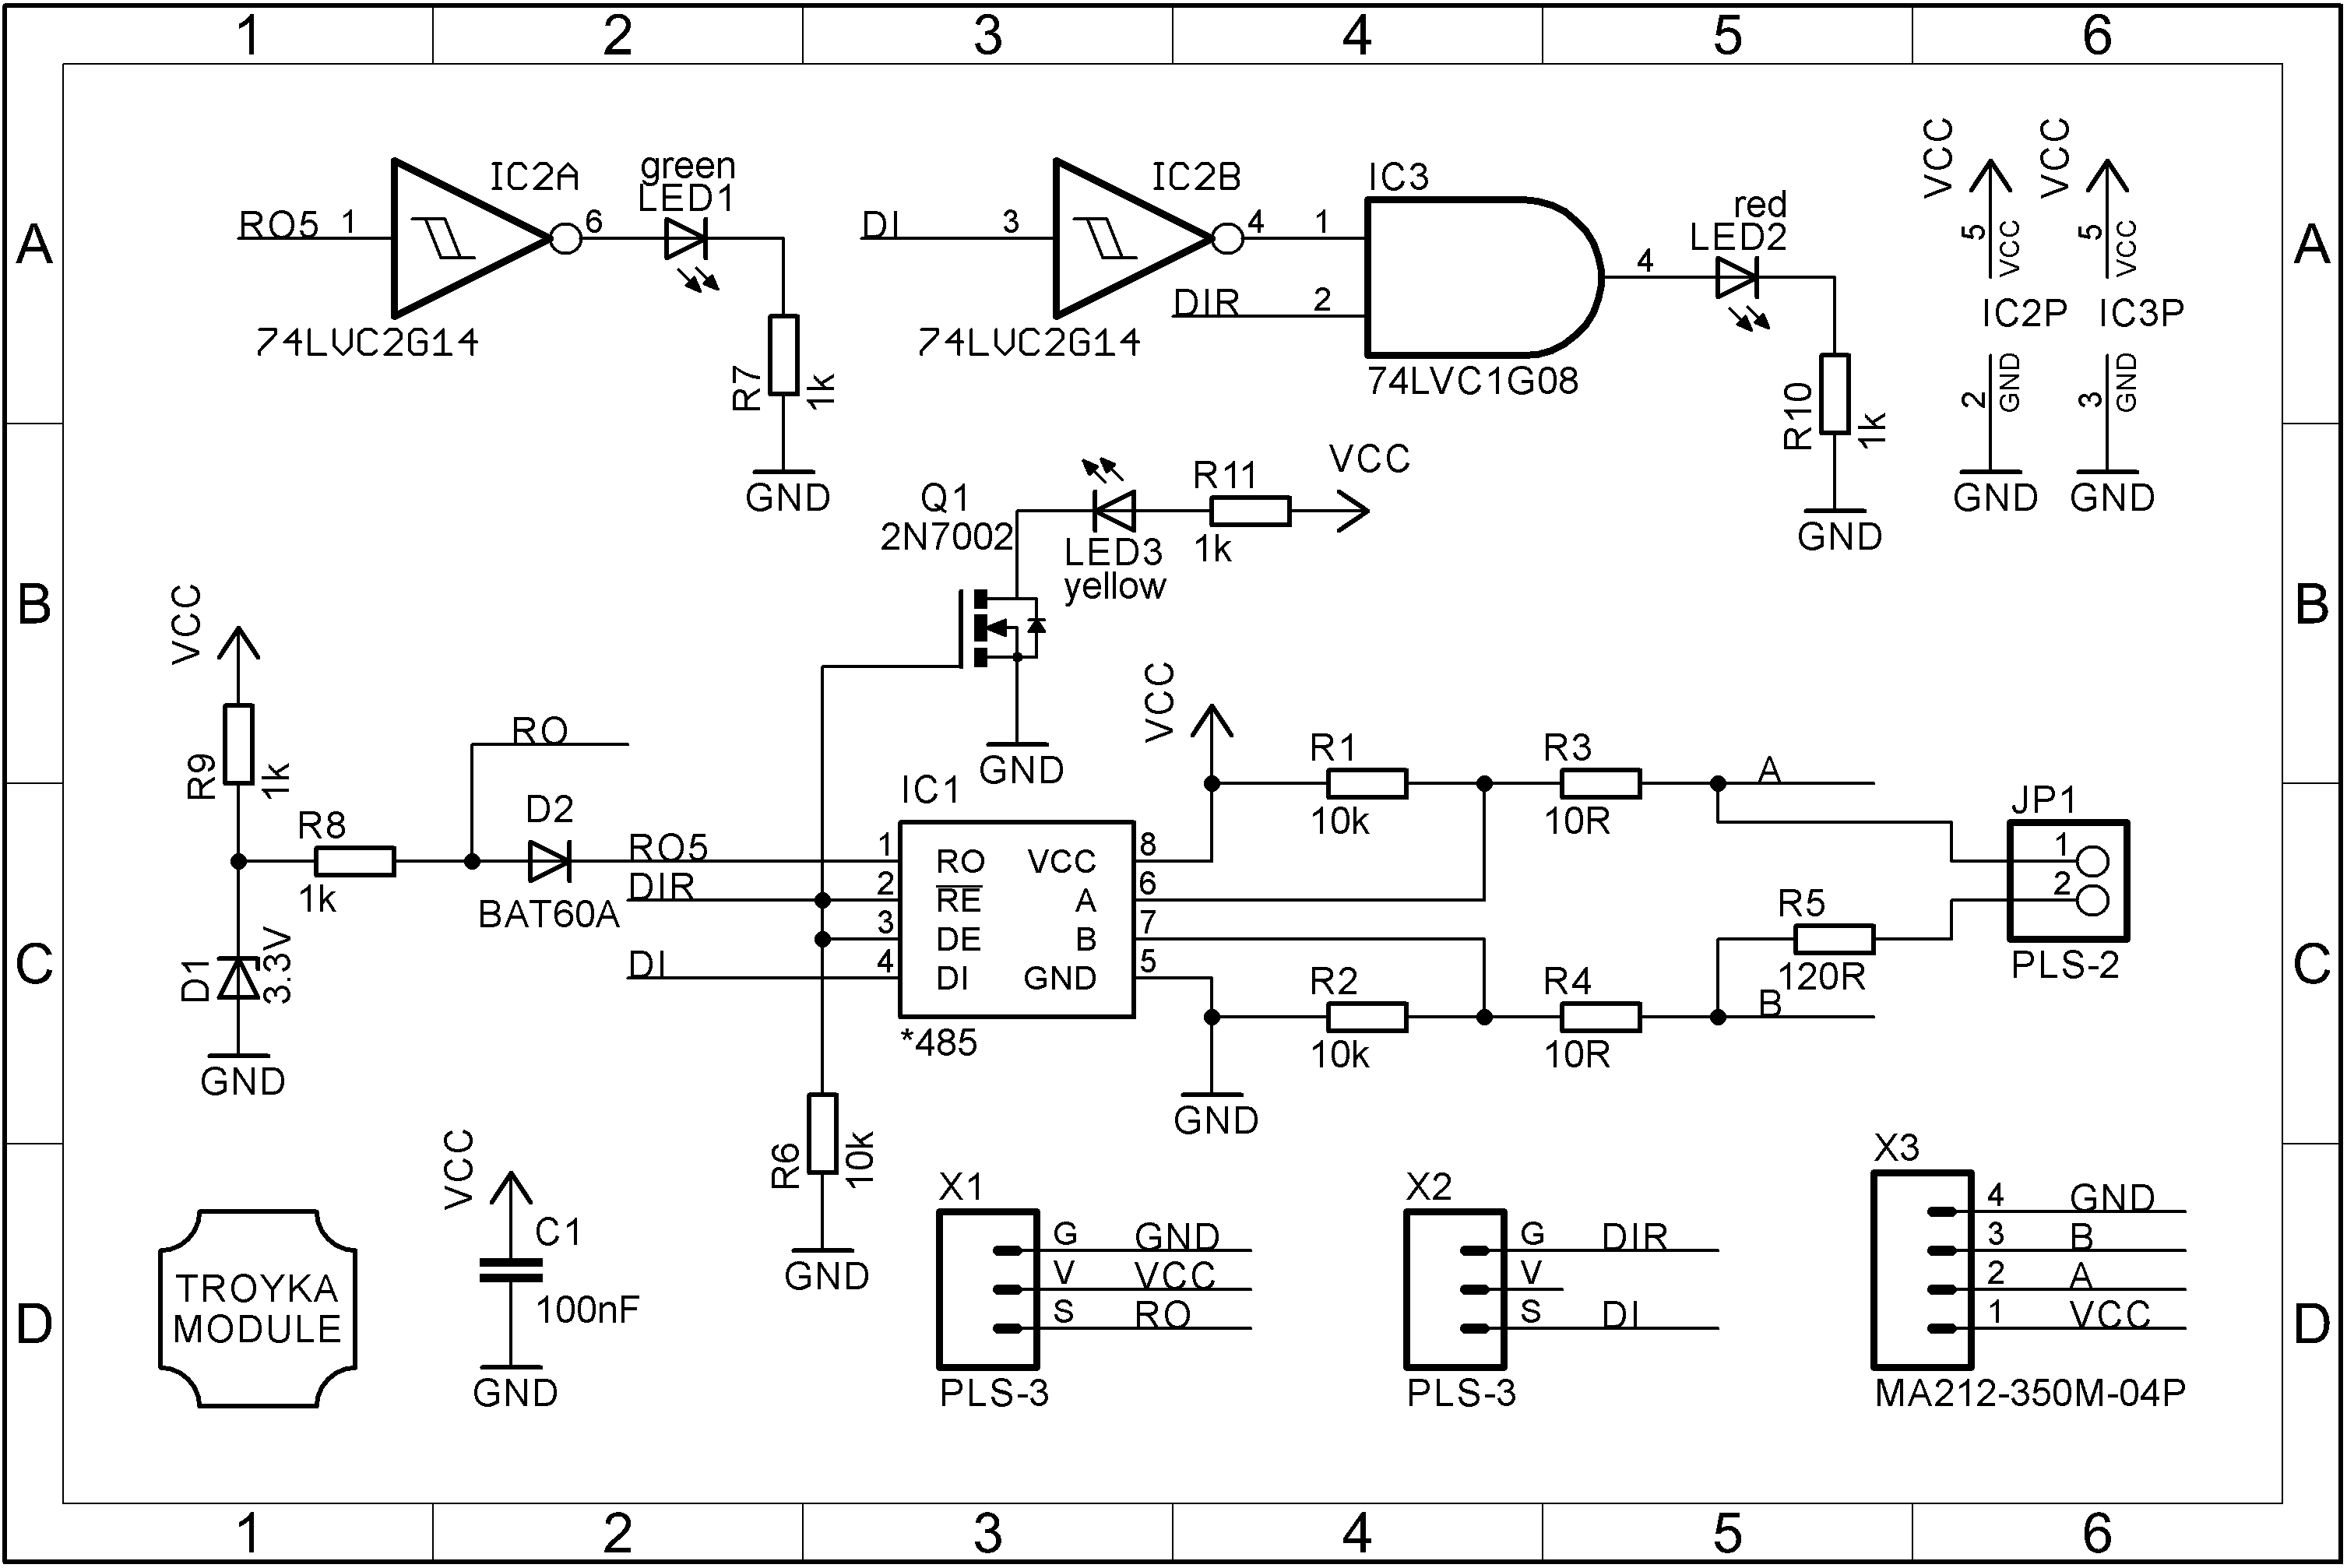 1 2 3 4 5 6
A A
B B
C C
D D
IC2A
RO5 1 6
green
LED1
74LVC2G14
R7 1k
GND
IC2B
DI 3 4
74LVC2G14
IC3
1
DIR 2
4
74LVC1G08
red
LED2
R10 1k
GND
VCC VCC
5 VCC 5 VCC
IC2P IC3P
2 GND 3 GND
GND GND
Q1
2N7002
LED3
yellow
R11
1k
VCC
GND
VCC
R9 1k
R8
1k
D1 3.3V
GND
RO
D2
BAT60A
RO5
DIR
DI
IC1
1 RO VCC 8
2 RE A 6
3 DE B 7
4 DI GND 5
*485
R6 10k
GND
VCC
R1
10k
R3
10R
A
R2
10k
R4
10R
B
R5
120R
GND
JP1
1
2
PLS-2
TROYKA
MODULE
VCC
C1
100nF
GND
X1
G GND
V VCC
S RO
PLS-3
X2
G DIR
V
S DI
PLS-3
X3
4 GND
3 B
2 A
1 VCC
MA212-350M-04P
1 2 3 4 5 6